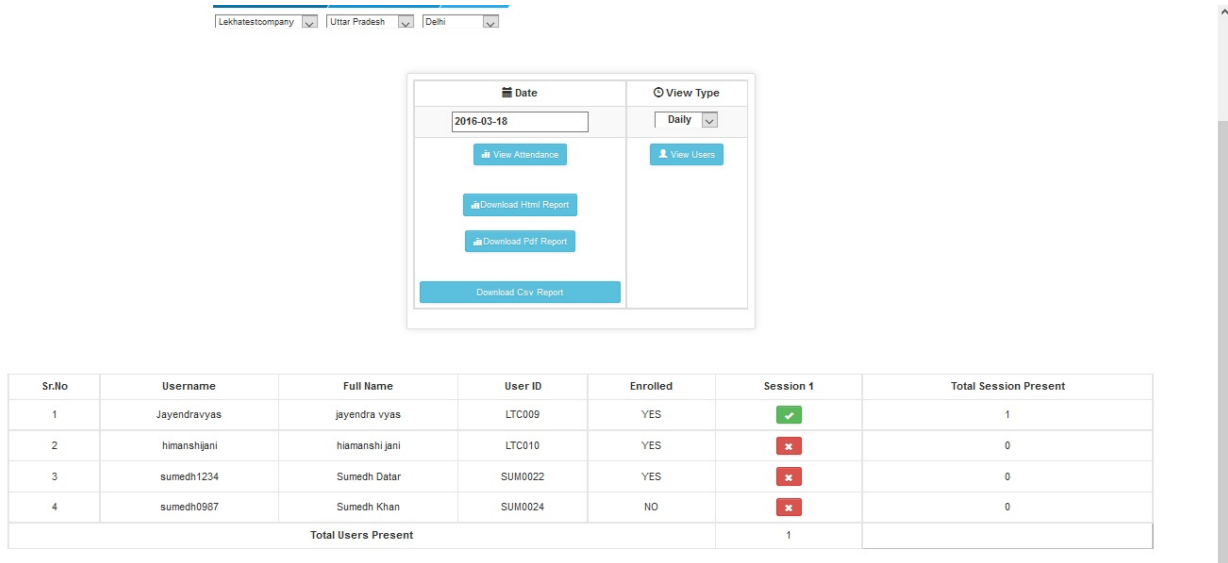 Lekhatestcompany Uttar Pradesh Delhi
Date View Type
2016-03-18 Daily
View Attendance View Users
Download Html Report
Download Pdf Report
Download Csv Report
Sr.No Username Full Name User ID Enrolled Session 1 Total Session Present
1 Jayendravyas jayendra vyas LTC009 YES 1
2 himanshijani hiamanshi jani LTC010 YES 0
3 sumedh1234 Sumedh Datar SUM0022 YES 0
4 sumedh0987 Sumedh Khan SUM0024 NO 0
Total Users Present 1